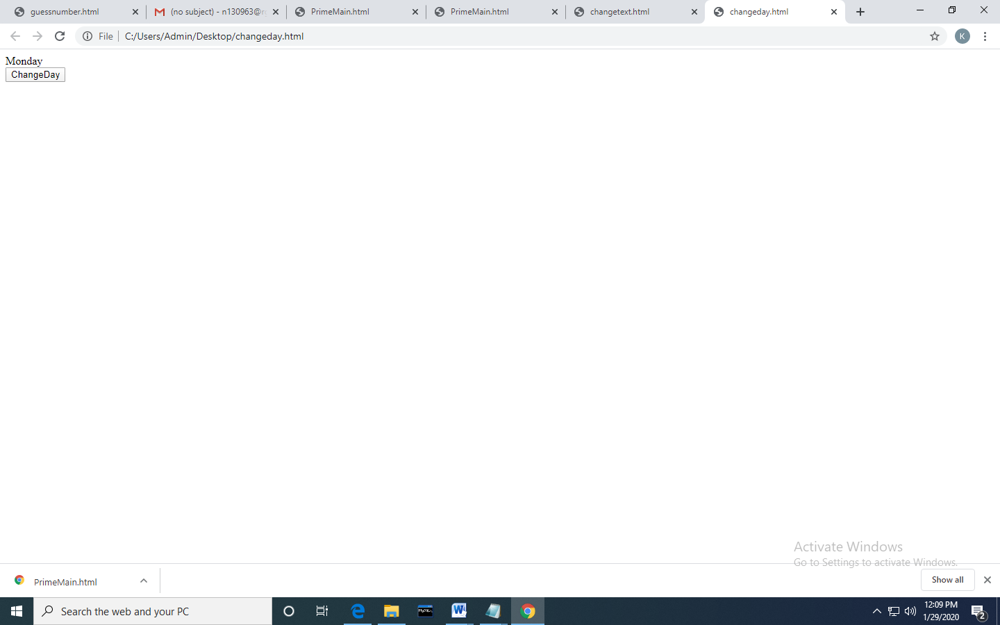 guessnumber.html
(no subject) - n130963@
PrimeMain.html
PrimeMain.html
changetext.html
changeday.html
File
C:/Users/Admin/Desktop/changeday.html
K
Monday
ChangeDay
Activate Windows
Go to Settings to activate Windows.
PrimeMain.html
Show all
Search the web and your PC
MySQL
W
12:09 PM
1/29/2020
2